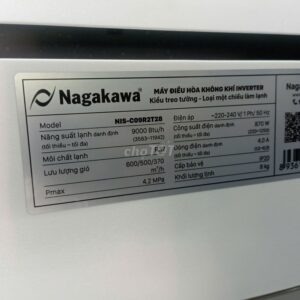 Nagakawa®
MÁY ĐIỀU HÒA KHÔNG KHÍ INVERTER
Kiểu treo tường - Loại một chiều làm lạnh
Model NIS-C09R2T28
Điện áp ~220-240 V/ 1 Ph/ 50 Hz
Năng suất lạnh danh định 9000 Btu/h
(tối thiểu ~ tối đa)
Công suất điện danh định 870 W
(tối thiểu ~ tối đa)
Môi chất lạnh
Dòng điện danh định 4.0 A
(tối thiểu ~ tối đa)
Lưu lượng gió 600/500/370 m³/h
Cấp bảo vệ
Pmax 4.2 MPa
Khối lượng 8 kg
Naga
chợTỐT